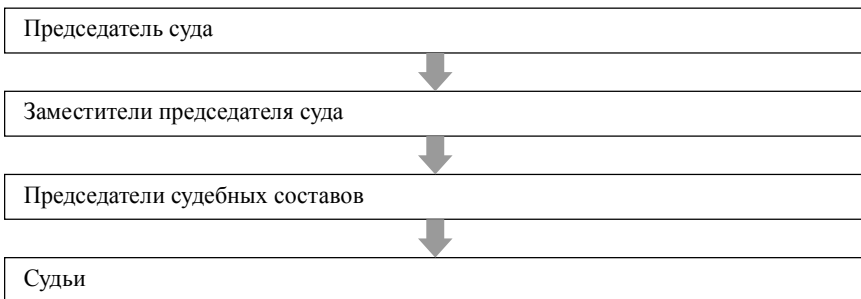 Председатель суда
Заместители председателя суда
Председатели судебных составов
Судьи